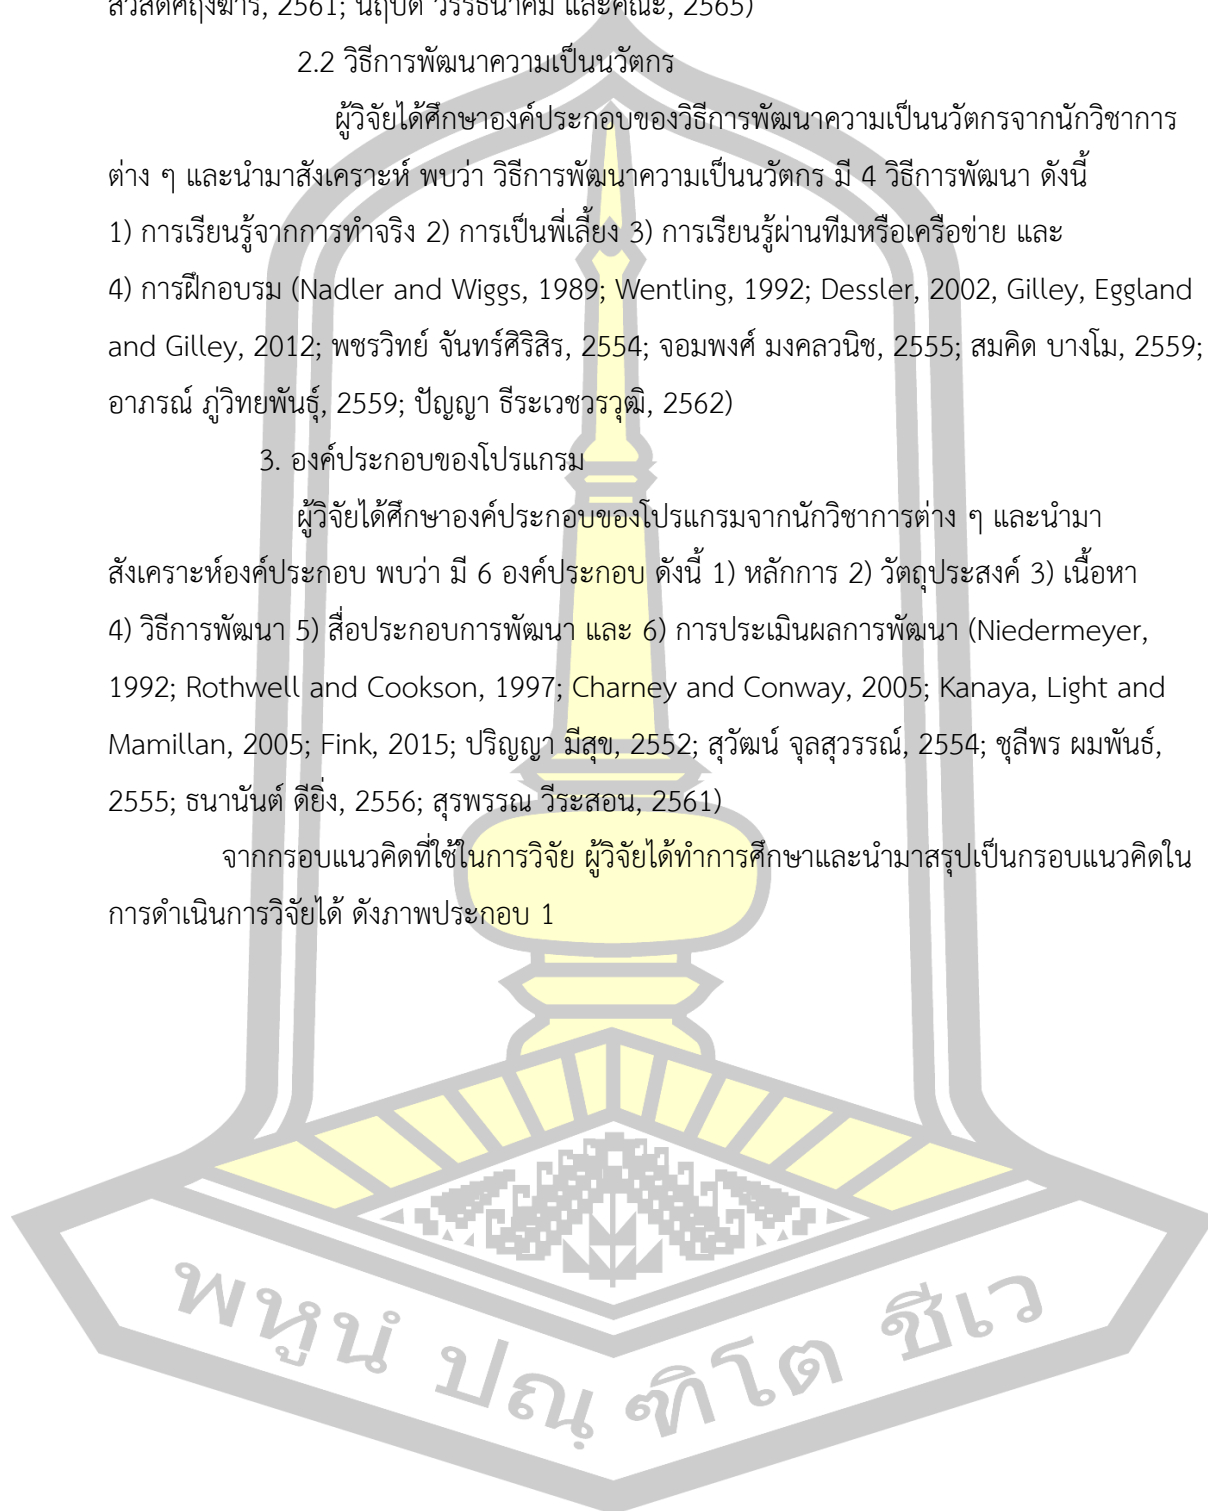 สวัสดิ์ศฤงฆาร, 2561; นฤบดี วรรธนาคม และคณะ, 2565)
2.2 วิธีการพัฒนาความเป็นนวัตกร
ผู้วิจัยได้ศึกษาองค์ประกอบของวิธีการพัฒนาความเป็นนวัตกรจากนักวิชาการ
ต่าง ๆ และนำมาสังเคราะห์ พบว่า วิธีการพัฒนาความเป็นนวัตกร มี 4 วิธีการพัฒนา ดังนี้
1) การเรียนรู้จากการทำจริง 2) การเป็นพี่เลี้ยง 3) การเรียนรู้ผ่านทีมหรือเครือข่าย และ
4) การฝึกอบรม (Nadler and Wiggs, 1989; Wentling, 1992; Dessler, 2002, Gilley, Eggland
and Gilley, 2012; พชรวิทย์ จันทร์ศิริสิร, 2554; จอมพงศ์ มงคลวนิช, 2555; สมคิด บางโม, 2559;
อาภรณ์ ภู่วิทยพันธุ์, 2559; ปัญญา ธีระเวชวรวุฒิ, 2562)
3. องค์ประกอบของโปรแกรม
ผู้วิจัยได้ศึกษาองค์ประกอบของโปรแกรมจากนักวิชาการต่าง ๆ และนำมา
สังเคราะห์องค์ประกอบ พบว่า มี 6 องค์ประกอบ ดังนี้ 1) หลักการ 2) วัตถุประสงค์ 3) เนื้อหา
4) วิธีการพัฒนา 5) สื่อประกอบการพัฒนา และ 6) การประเมินผลการพัฒนา (Niedermeyer,
1992; Rothwell and Cookson, 1997; Charney and Conway, 2005; Kanaya, Light and
Mamillan, 2005; Fink, 2015; ปริญญา มีสุข, 2552; สุวัฒน์ จุลสุวรรณ์, 2554; ชุลีพร ผมพันธ์,
2555; ธนานันต์ ดียิ่ง, 2556; สุรพรรณ วีระสอน, 2561)
จากกรอบแนวคิดที่ใช้ในการวิจัย ผู้วิจัยได้ทำการศึกษาและนำมาสรุปเป็นกรอบแนวคิดใน
การดำเนินการวิจัยได้ ดังภาพประกอบ 1
พหูนํ ปณฺฑิโต ชีเว